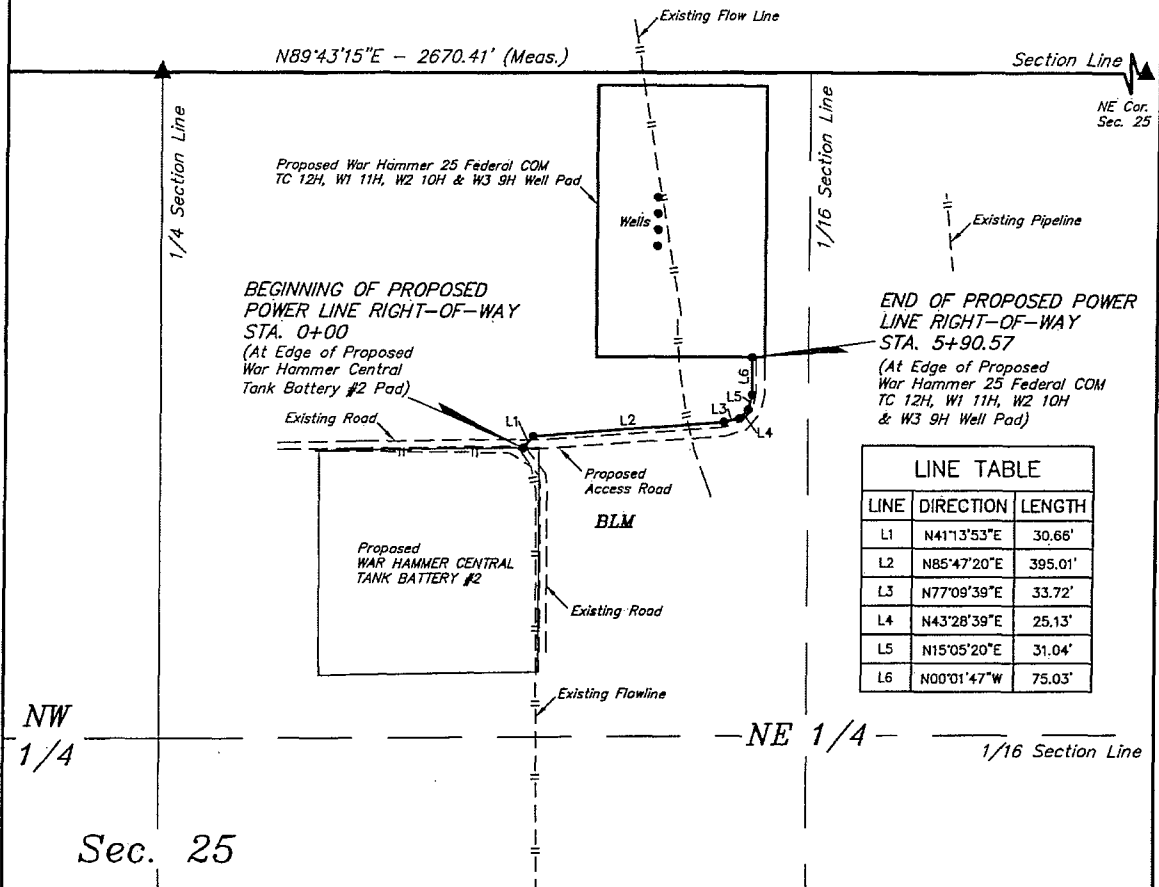 Existing Flow Line
N89°43'15"E - 2670.41' (Meas.)
Section Line
NE Cor.
Sec. 25
1/4 Section Line
1/16 Section Line
Proposed War Hammer 25 Federal COM
TC 12H, W1 11H, W2 10H & W3 9H Well Pad
Wells
Existing Pipeline
BEGINNING OF PROPOSED
POWER LINE RIGHT-OF-WAY
STA. 0+00
(At Edge of Proposed
War Hammer Central
Tank Battery #2 Pad)
END OF PROPOSED POWER
LINE RIGHT-OF-WAY
STA. 5+90.57
(At Edge of Proposed
War Hammer 25 Federal COM
TC 12H, W1 11H, W2 10H
& W3 9H Well Pad)
Existing Road
L1
L2
L3
L4
L5
L6
Proposed
Access Road
BLM
Proposed
WAR HAMMER CENTRAL
TANK BATTERY #2
Existing Road
Existing Flowline
LINE TABLE
LINE DIRECTION LENGTH
L1 N41°13'53"E 30.66'
L2 N85°47'20"E 395.01'
L3 N77°09'39"E 33.72'
L4 N43°28'39"E 25.13'
L5 N15°05'20"E 31.04'
L6 N00°01'47"W 75.03'
NW
1/4
NE 1/4
1/16 Section Line
Sec. 25